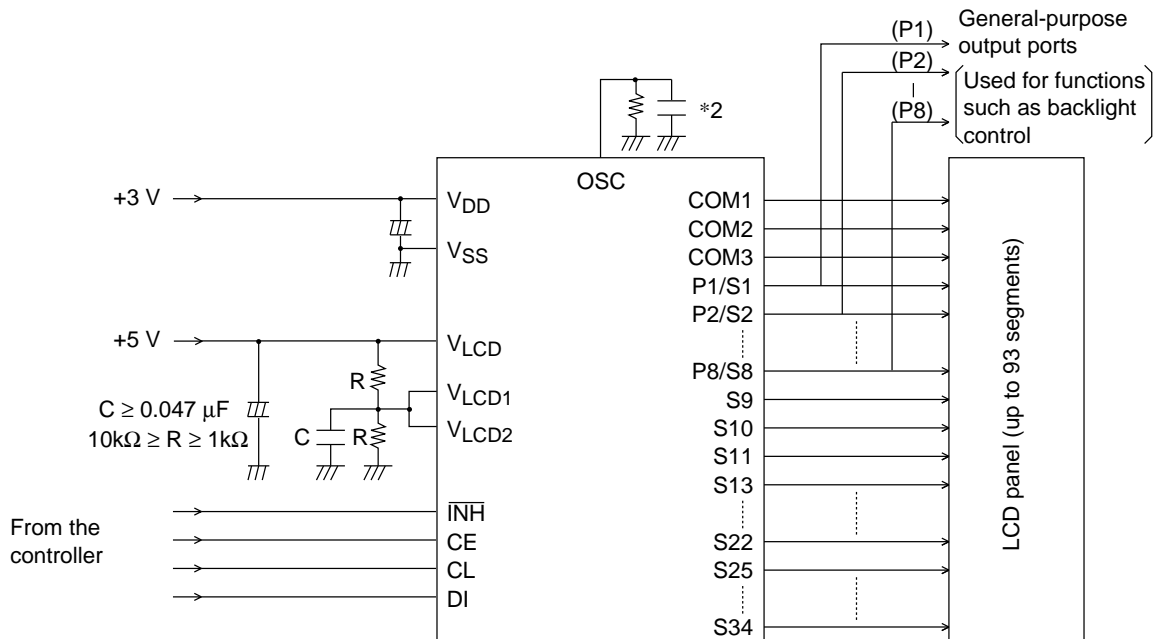 General-purpose
output ports
(P1)
(P2)
(P8)
Used for functions
such as backlight
control
*2
OSC
+3 V
VDD
VSS
+5 V
VLCD
R
VLCD1
C ≥ 0.047 μF
10kΩ ≥ R ≥ 1kΩ
C
R
VLCD2
From the
controller
INH
CE
CL
DI
COM1
COM2
COM3
P1/S1
P2/S2
P8/S8
S9
S10
S11
S13
S22
S25
S34
LCD panel (up to 93 segments)